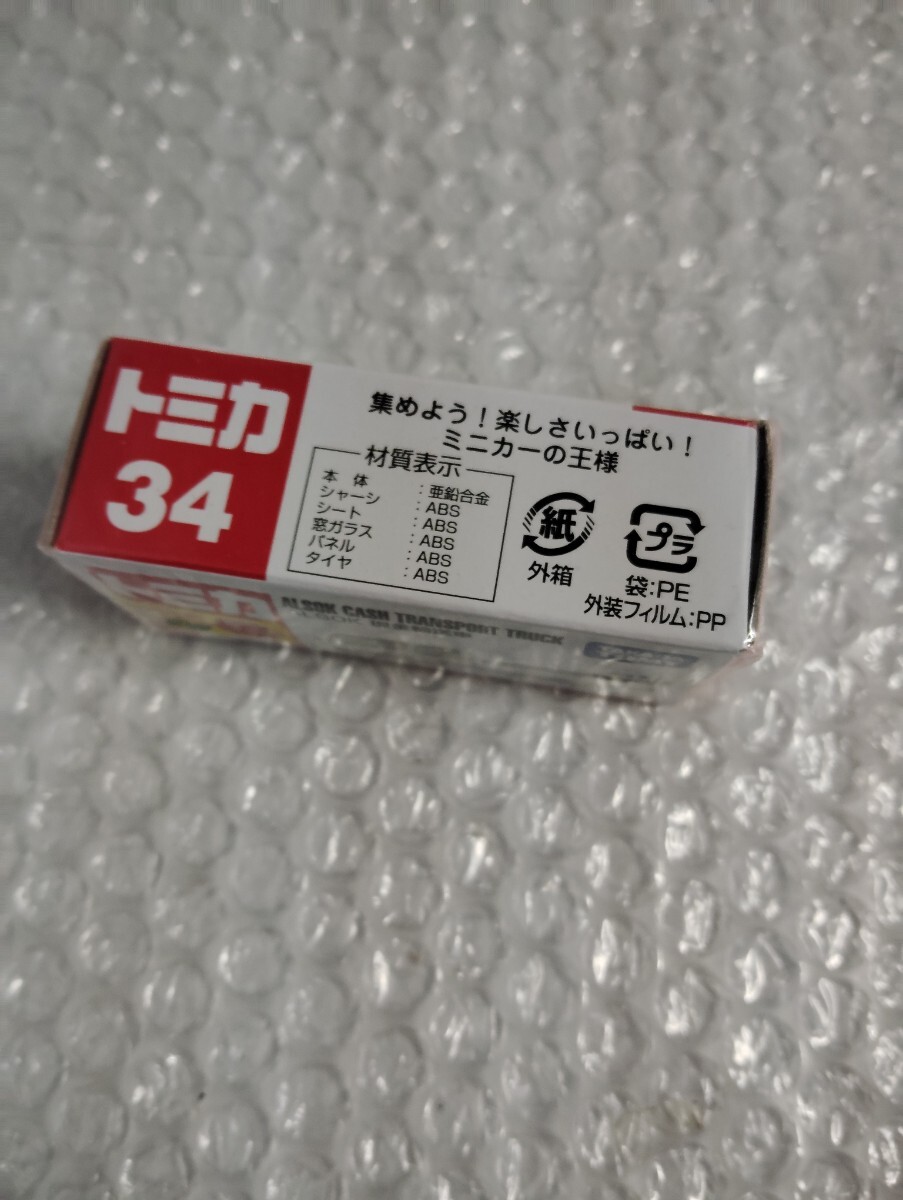 トミカ
34
集めよう！楽しさいっぱい！
ミニカーの王様
材質表示
本体：亜鉛合金
シャーシ：ABS
シート：ABS
窓ガラス：ABS
パネル：ABS
タイヤ：ABS
紙
外箱
プラ
袋:PE
外装フィルム:PP
トミカ
ALSOK CASH TRANSPORT TRUCK